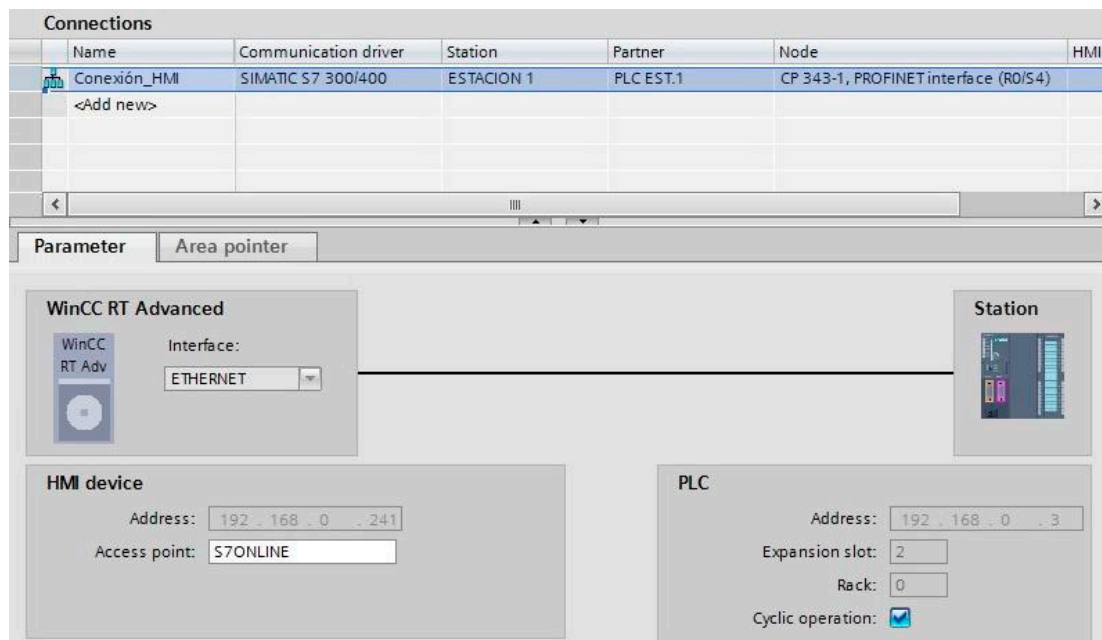 Connections
Name Communication driver Station Partner Node HMI
Conexión_HMI SIMATIC S7 300/400 ESTACION 1 PLC EST.1 CP 343-1, PROFINET interface (R0/S4)
<Add new>
Parameter Area pointer
WinCC RT Advanced Station
WinCC Interface:
RT Adv ETHERNET
HMI device PLC
Address: 192 . 168 . 0 . 241 Address: 192 . 168 . 0 . 3
Access point: S7ONLINE Expansion slot: 2
Rack: 0
Cyclic operation: